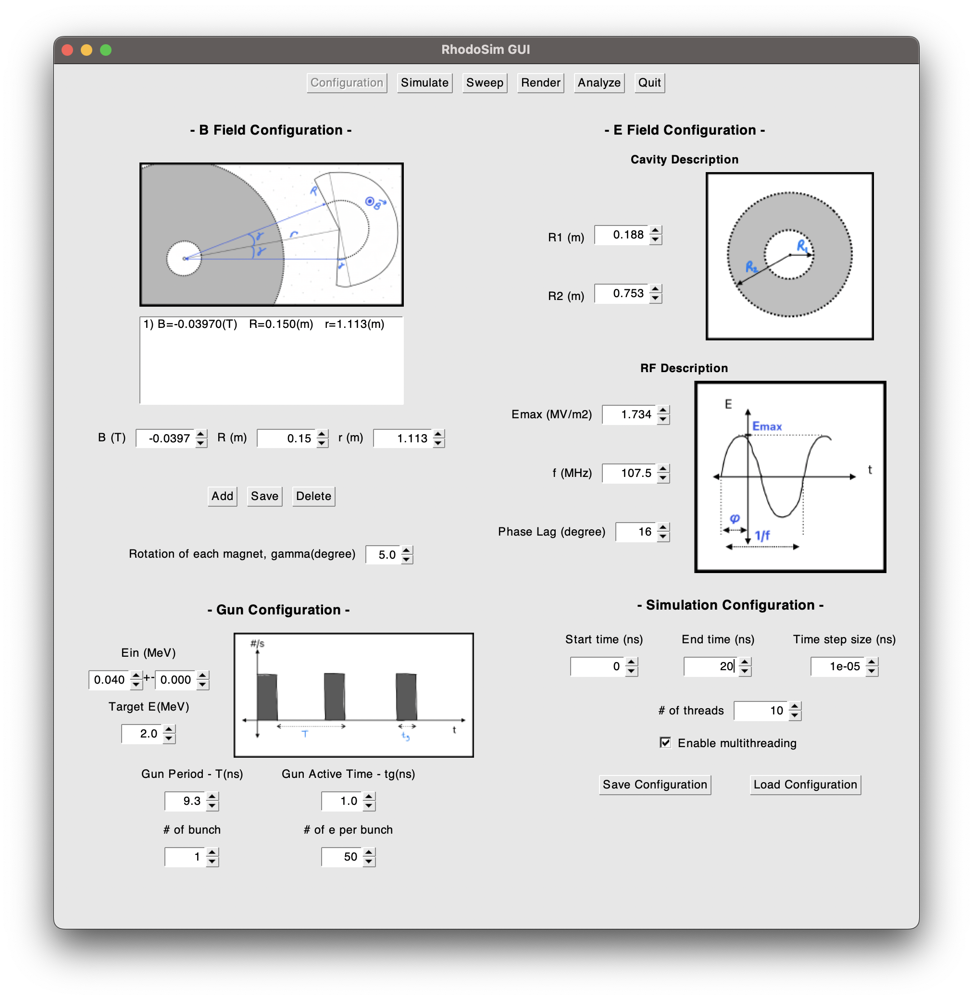 RhodoSim GUI
Configuration Simulate Sweep Render Analyze Quit
- B Field Configuration -
R
B
γ
r
γ
γ
1) B=-0.03970(T) R=0.150(m) r=1.113(m)
B (T) -0.0397 R (m) 0.15 r (m) 1.113
Add Save Delete
Rotation of each magnet, gamma(degree) 5.0
- E Field Configuration -
Cavity Description
R1 (m) 0.188
R2 (m) 0.753
R1
R2
RF Description
Emax (MV/m2) 1.734
f (MHz) 107.5
Phase Lag (degree) 16
E
Emax
t
φ
1/f
- Gun Configuration -
Ein (MeV)
0.040 +- 0.000
Target E(MeV)
2.0
#/s
T
tg
t
Gun Period - T(ns) Gun Active Time - tg(ns)
9.3 1.0
# of bunch # of e per bunch
1 50
- Simulation Configuration -
Start time (ns) End time (ns) Time step size (ns)
0 20 1e-05
# of threads 10
Enable multithreading
Save Configuration Load Configuration